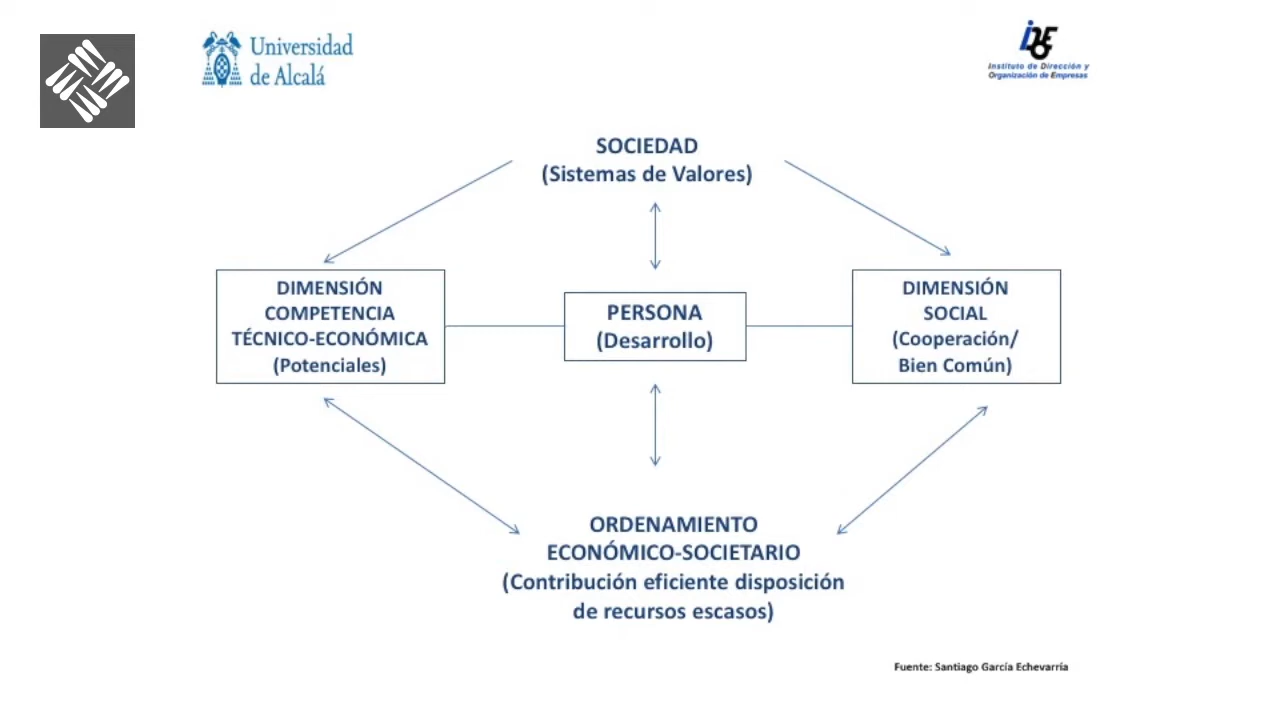 Universidad
de Alcalá
Instituto de Dirección y
Organización de Empresas
SOCIEDAD
(Sistemas de Valores)
DIMENSIÓN
COMPETENCIA
TÉCNICO-ECONÓMICA
(Potenciales)
PERSONA
(Desarrollo)
DIMENSIÓN
SOCIAL
(Cooperación/
Bien Común)
ORDENAMIENTO
ECONÓMICO-SOCIETARIO
(Contribución eficiente disposición
de recursos escasos)
Fuente: Santiago García Echevarría